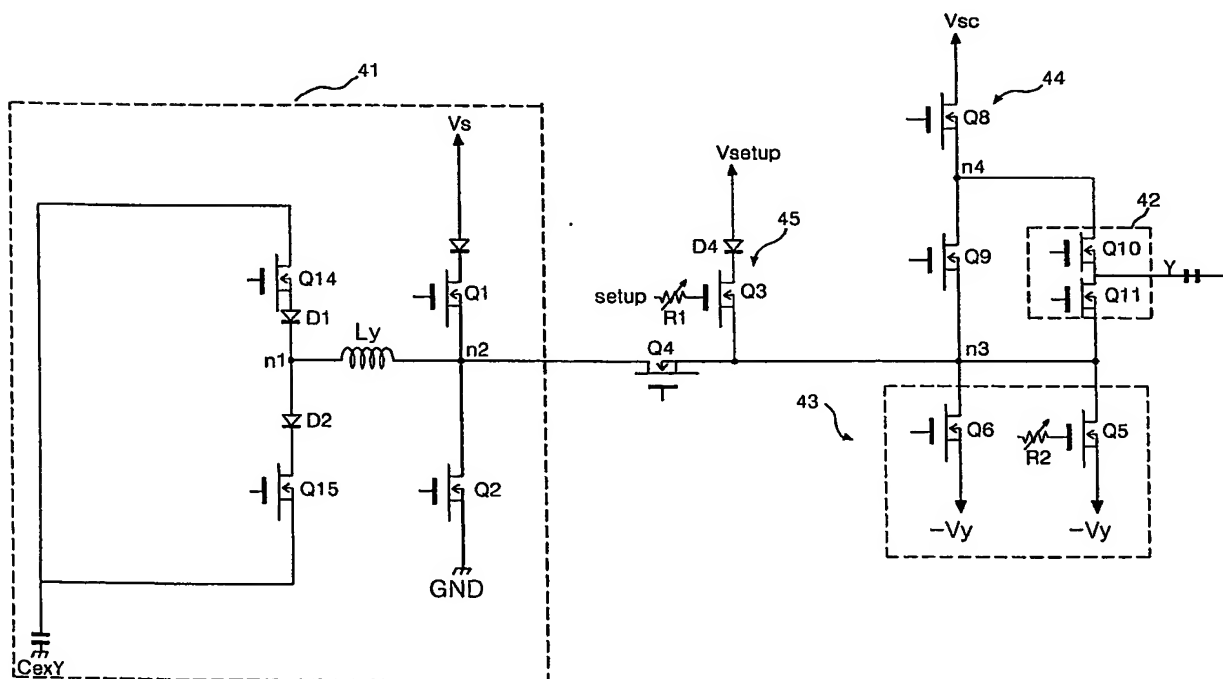 Vsc
41
44
Vs
Q8
Vsetup
n4
42
D4
45
Q14
Q9
Q10
Q1
Y
setup
R1
Q3
Q11
D1
Ly
n1
n2
Q4
n3
D2
43
Q6
R2
Q5
Q15
Q2
-Vy
-Vy
GND
CexY